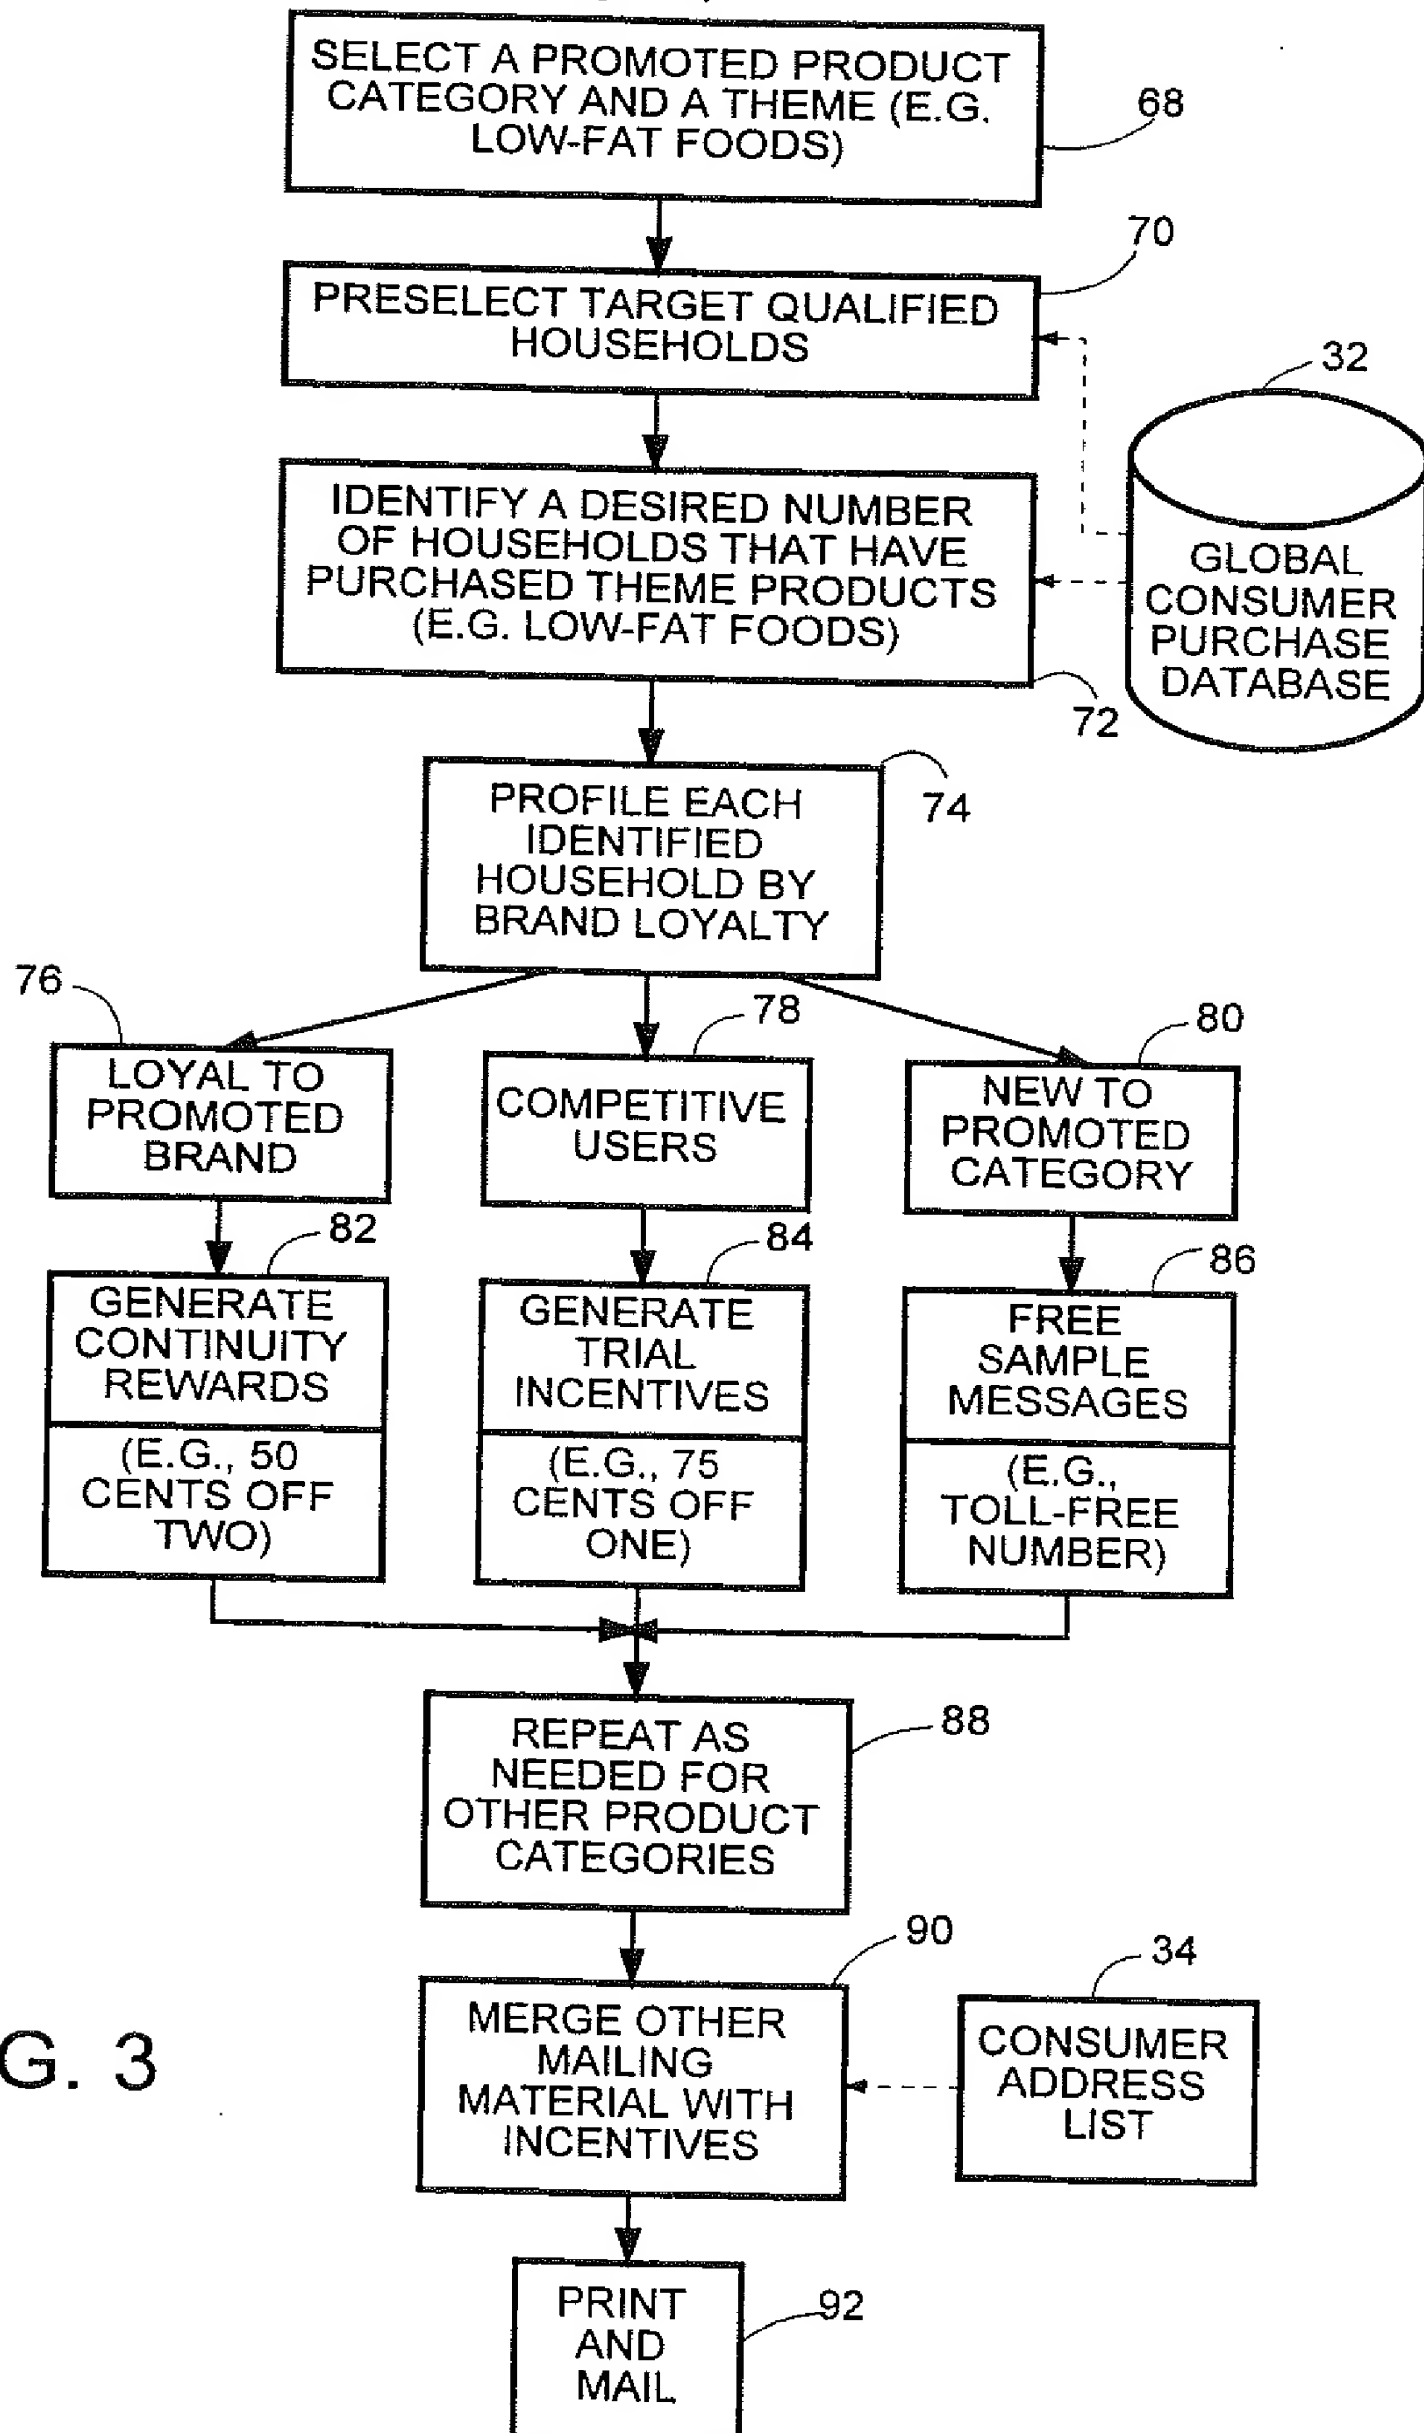 SELECT A PROMOTED PRODUCT
CATEGORY AND A THEME (E.G.
LOW-FAT FOODS)
68
70
PRESELECT TARGET QUALIFIED
HOUSEHOLDS
32
IDENTIFY A DESIRED NUMBER
OF HOUSEHOLDS THAT HAVE
PURCHASED THEME PRODUCTS
(E.G. LOW-FAT FOODS)
72
GLOBAL
CONSUMER
PURCHASE
DATABASE
PROFILE EACH
IDENTIFIED
HOUSEHOLD BY
BRAND LOYALTY
74
76
LOYAL TO
PROMOTED
BRAND
78
COMPETITIVE
USERS
80
NEW TO
PROMOTED
CATEGORY
82
GENERATE
CONTINUITY
REWARDS
(E.G., 50
CENTS OFF
TWO)
84
GENERATE
TRIAL
INCENTIVES
(E.G., 75
CENTS OFF
ONE)
86
FREE
SAMPLE
MESSAGES
(E.G.,
TOLL-FREE
NUMBER)
REPEAT AS
NEEDED FOR
OTHER PRODUCT
CATEGORIES
88
90
MERGE OTHER
MAILING
MATERIAL WITH
INCENTIVES
34
CONSUMER
ADDRESS
LIST
G. 3
PRINT
AND
MAIL
92